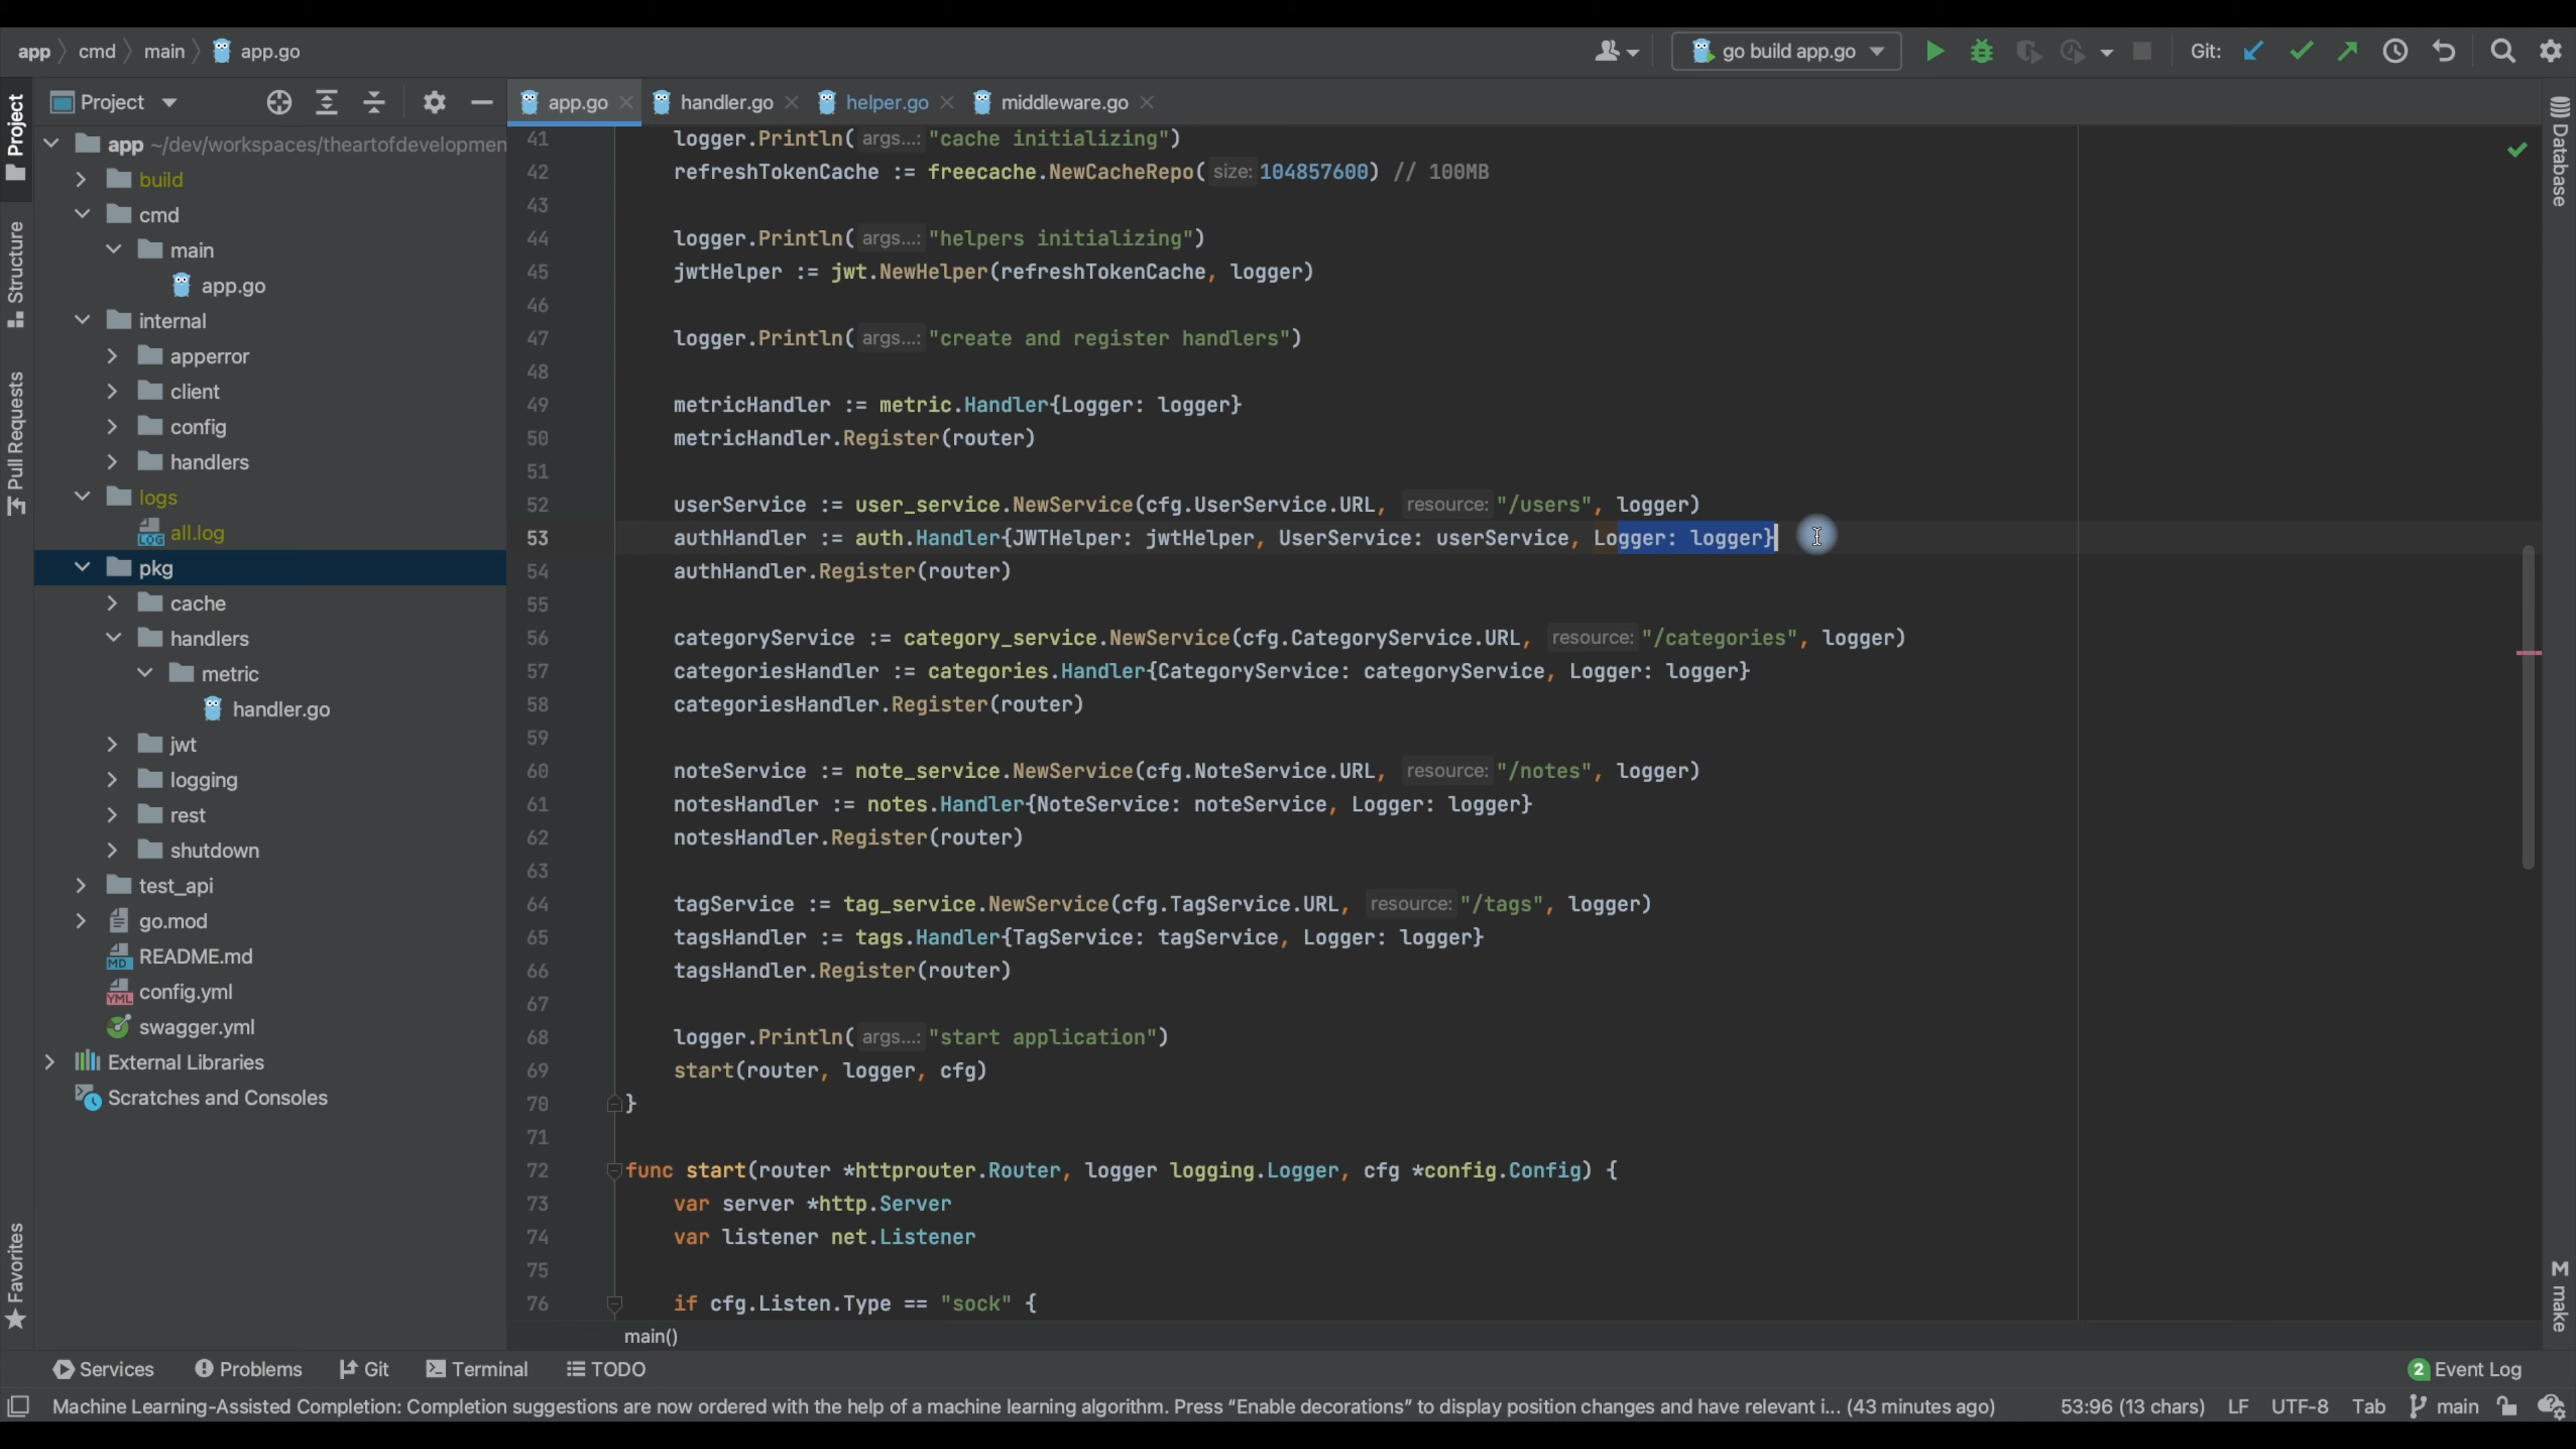 app 〉 cmd 〉 main 〉 app.go
go build app.go
Git:
Project
app.go
handler.go
helper.go
middleware.go
Project
Structure
Pull Requests
Favorites
app ~/dev/workspaces/theartofdevelopmen
build
cmd
main
app.go
internal
apperror
client
config
handlers
logs
LOG all.log
pkg
cache
handlers
metric
handler.go
jwt
logging
rest
shutdown
test_api
go.mod
MD README.md
YML config.yml
swagger.yml
External Libraries
Scratches and Consoles
41 logger.Println( args...: "cache initializing")
42 refreshTokenCache := freecache.NewCacheRepo( size: 104857600) // 100MB
43
44 logger.Println( args...: "helpers initializing")
45 jwtHelper := jwt.NewHelper(refreshTokenCache, logger)
46
47 logger.Println( args...: "create and register handlers")
48
49 metricHandler := metric.Handler{Logger: logger}
50 metricHandler.Register(router)
51
52 userService := user_service.NewService(cfg.UserService.URL, resource: "/users", logger)
53 authHandler := auth.Handler{JWTHelper: jwtHelper, UserService: userService, Logger: logger}
54 authHandler.Register(router)
55
56 categoryService := category_service.NewService(cfg.CategoryService.URL, resource: "/categories", logger)
57 categoriesHandler := categories.Handler{CategoryService: categoryService, Logger: logger}
58 categoriesHandler.Register(router)
59
60 noteService := note_service.NewService(cfg.NoteService.URL, resource: "/notes", logger)
61 notesHandler := notes.Handler{NoteService: noteService, Logger: logger}
62 notesHandler.Register(router)
63
64 tagService := tag_service.NewService(cfg.TagService.URL, resource: "/tags", logger)
65 tagsHandler := tags.Handler{TagService: tagService, Logger: logger}
66 tagsHandler.Register(router)
67
68 logger.Println( args...: "start application")
69 start(router, logger, cfg)
70 }
71
72 func start(router *httprouter.Router, logger logging.Logger, cfg *config.Config) {
73 var server *http.Server
74 var listener net.Listener
75
76 if cfg.Listen.Type == "sock" {
main()
Database
M make
Services
Problems
Git
Terminal
TODO
2 Event Log
Machine Learning-Assisted Completion: Completion suggestions are now ordered with the help of a machine learning algorithm. Press “Enable decorations” to display position changes and have relevant i... (43 minutes ago)
53:96 (13 chars) LF UTF-8 Tab main